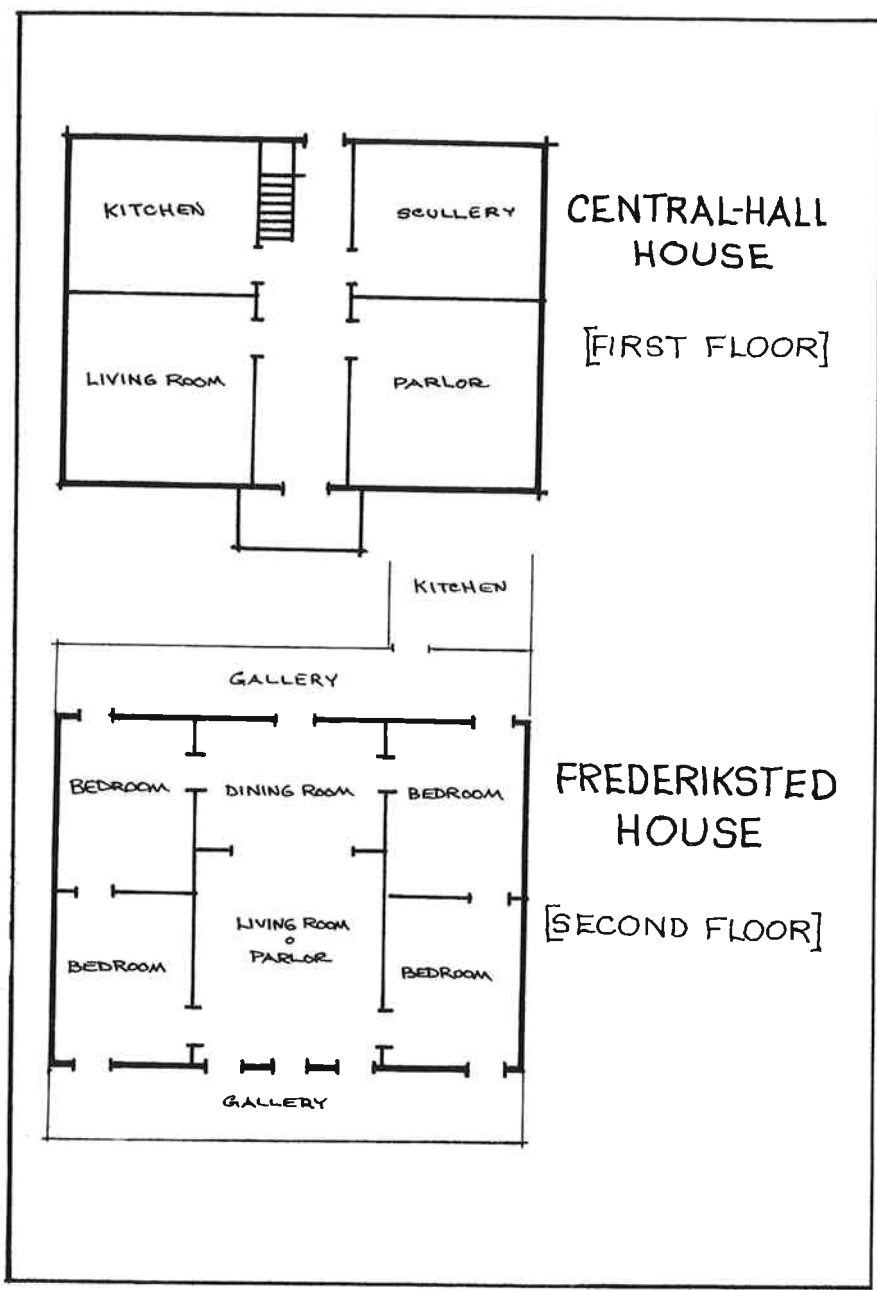 KITCHEN
SCULLERY
LIVING ROOM
PARLOR
CENTRAL-HALL
HOUSE
[FIRST FLOOR]
KITCHEN
GALLERY
BEDROOM
DINING ROOM
BEDROOM
LIVING ROOM
o
PARLOR
BEDROOM
BEDROOM
GALLERY
FREDERIKSTED
HOUSE
[SECOND FLOOR]